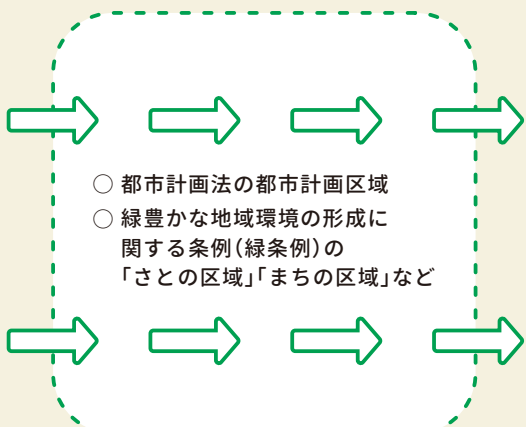 ○ 都市計画法の都市計画区域
○ 緑豊かな地域環境の形成に
関する条例(緑条例)の
「さとの区域」「まちの区域」など